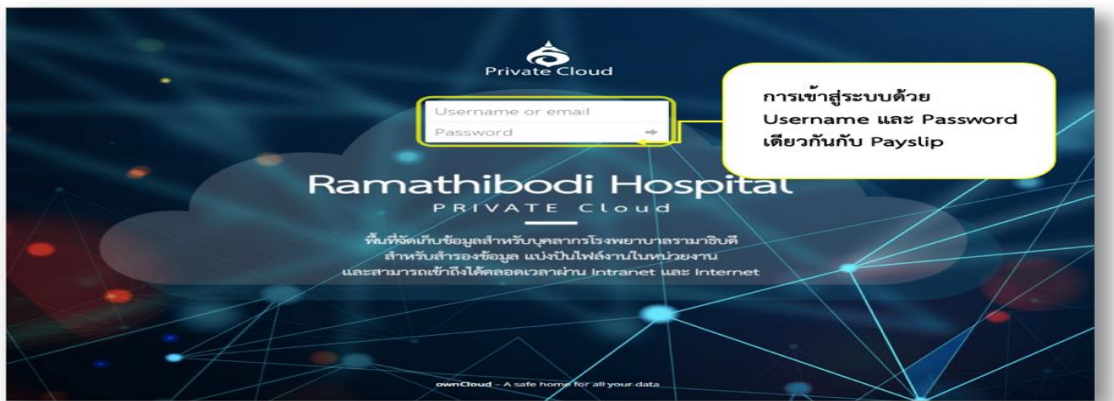 Private Cloud
Username or email
Password
การเข้าสู่ระบบด้วย
Username และ Password
เดียวกันกับ Payslip
Ramathibodi Hospital
PRIVATE Cloud
พื้นที่จัดเก็บข้อมูลสำหรับบุคลากรโรงพยาบาลรามาธิบดี
สำหรับสำรองข้อมูล แบ่งปันไฟล์งานในหน่วยงาน
และสามารถเข้าถึงได้ตลอดเวลาผ่าน Intranet และ Internet
ownCloud – A safe home for all your data